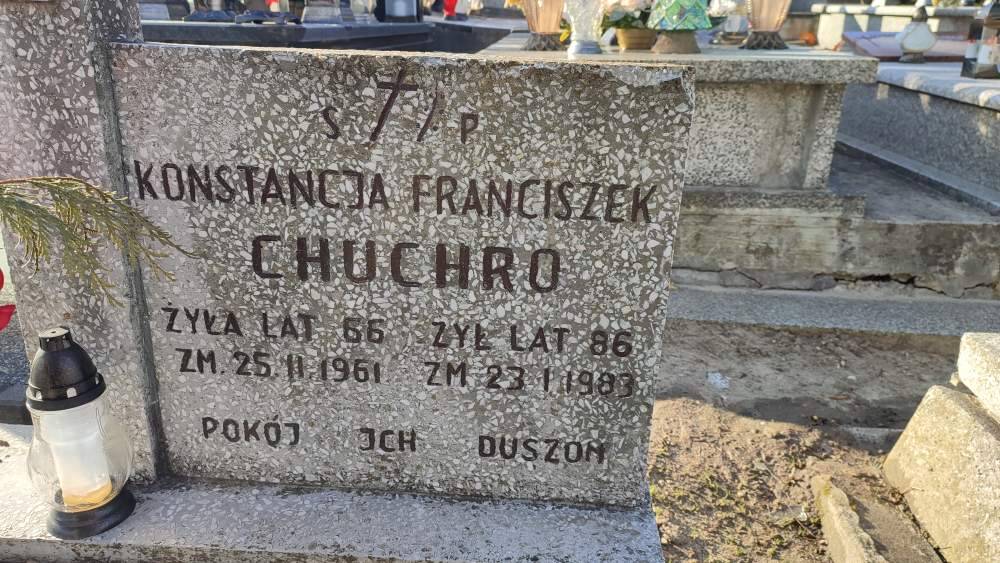 S P
KONSTANCJA FRANCISZEK
CHUCHRO
ŻYŁA LAT 66 ŻYŁ LAT 86
ZM. 25.II.1961 ZM 23.I.1983
POKÓJ JCH DUSZOM